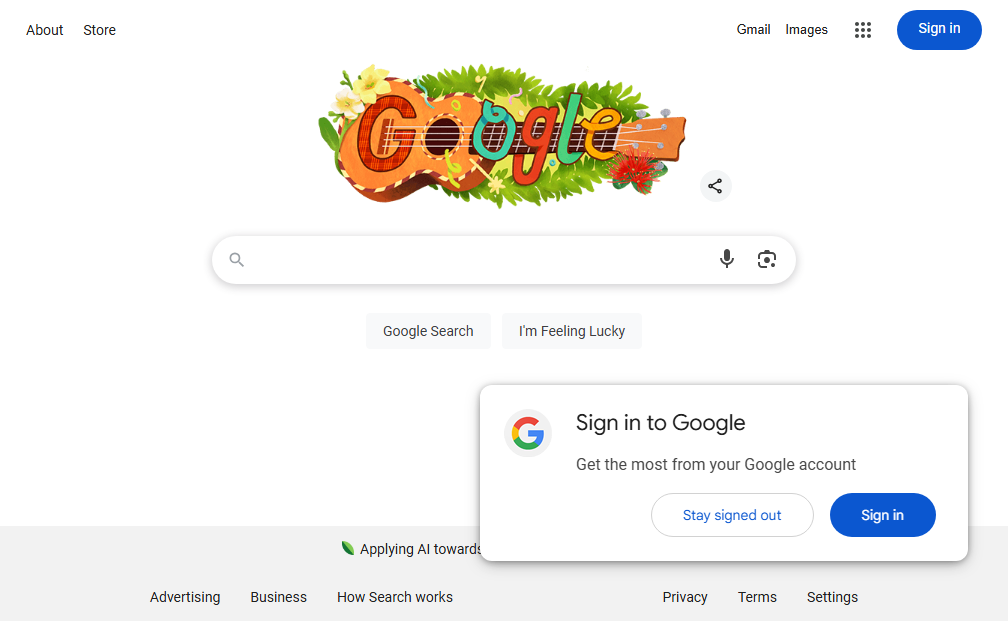 About Store Gmail Images Sign in
Google
Google Search I'm Feeling Lucky
Sign in to Google
Get the most from your Google account
Stay signed out Sign in
Applying AI towards
Advertising Business How Search works Privacy Terms Settings